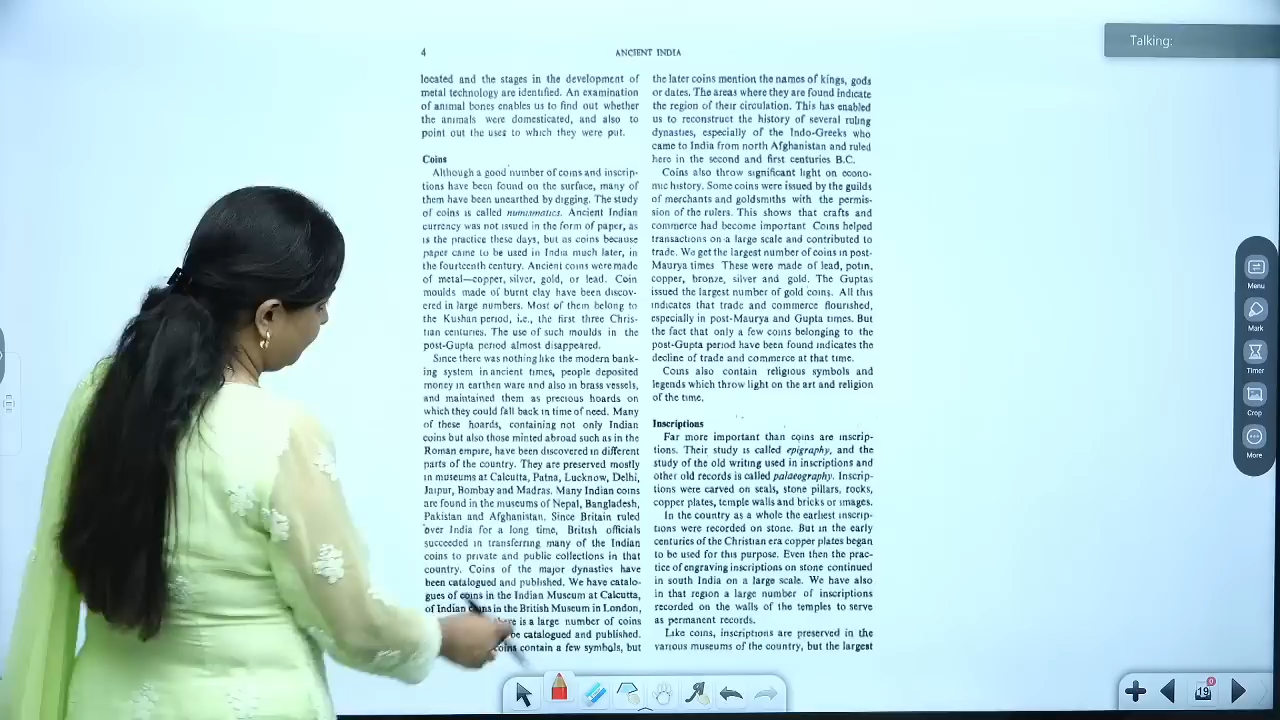 Talking:
4
ANCIENT INDIA
located and the stages in the development of
metal technology are identified. An examination
of animal bones enables us to find out whether
the animals were domesticated, and also to
point out the uses to which they were put.
Coins
Although a good number of coins and inscrip-
tions have been found on the surface, many of
them have been unearthed by digging. The study
of coins is called numismatics. Ancient Indian
currency was not issued in the form of paper, as
is the practice these days, but as coins because
paper came to be used in India much later, in
the fourteenth century. Ancient coins were made
of metal—copper, silver, gold, or lead. Coin
moulds made of burnt clay have been discov-
ered in large numbers. Most of them belong to
the Kushan period, i.e., the first three Chris-
tian centuries. The use of such moulds in the
post-Gupta period almost disappeared.
Since there was nothing like the modern bank-
ing system in ancient times, people deposited
money in earthen ware and also in brass vessels,
and maintained them as precious hoards on
which they could fall back in time of need. Many
of these hoards, containing not only Indian
coins but also those minted abroad such as in the
Roman empire, have been discovered in different
parts of the country. They are preserved mostly
in museums at Calcutta, Patna, Lucknow, Delhi,
Jaipur, Bombay and Madras. Many Indian coins
are found in the museums of Nepal, Bangladesh,
Pakistan and Afghanistan. Since Britain ruled
over India for a long time, British officials
succeeded in transferring many of the Indian
coins to private and public collections in that
country. Coins of the major dynasties have
been catalogued and published. We have catalo-
gues of coins in the Indian Museum at Calcutta,
of Indian coins in the British Museum in London,
is a large number of coins
be catalogued and published.
coins contain a few symbols, but
the later coins mention the names of kings, gods
or dates. The areas where they are found indicate
the region of their circulation. This has enabled
us to reconstruct the history of several ruling
dynasties, especially of the Indo-Greeks who
came to India from north Afghanistan and ruled
here in the second and first centuries B.C.
Coins also throw significant light on econo-
mic history. Some coins were issued by the guilds
of merchants and goldsmiths with the permis-
sion of the rulers. This shows that crafts and
commerce had become important Coins helped
transactions on a large scale and contributed to
trade. We get the largest number of coins in post-
Maurya times These were made of lead, potin,
copper, bronze, silver and gold. The Guptas
issued the largest number of gold coins. All this
indicates that trade and commerce flourished,
especially in post-Maurya and Gupta times. But
the fact that only a few coins belonging to the
post-Gupta period have been found indicates the
decline of trade and commerce at that time.
Coins also contain religious symbols and
legends which throw light on the art and religion
of the time.
Inscriptions
Far more important than coins are inscrip-
tions. Their study is called epigraphy, and the
study of the old writing used in inscriptions and
other old records is called palaeography. Inscrip-
tions were carved on seals, stone pillars, rocks,
copper plates, temple walls and bricks or images.
In the country as a whole the earliest inscrip-
tions were recorded on stone. But in the early
centuries of the Christian era copper plates began
to be used for this purpose. Even then the prac-
tice of engraving inscriptions on stone continued
in south India on a large scale. We have also
in that region a large number of inscriptions
recorded on the walls of the temples to serve
as permanent records.
Like coins, inscriptions are preserved in the
various museums of the country, but the largest
Menu
Mark
Timer
Crop
More
19
0